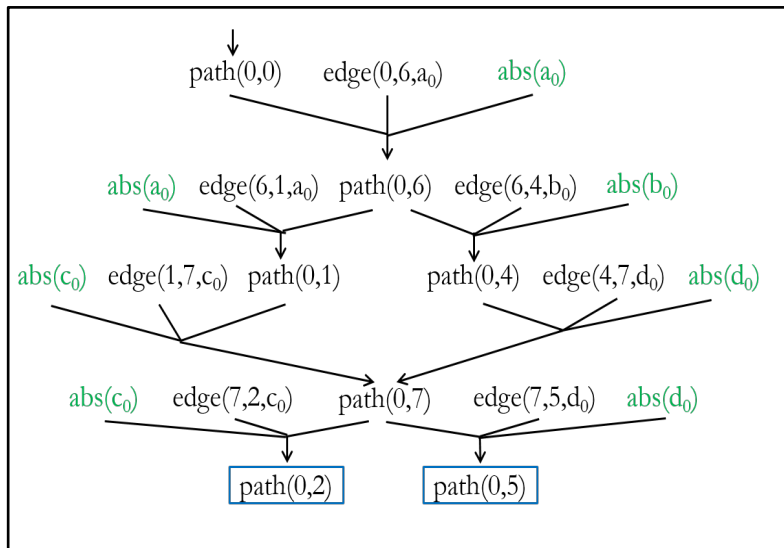 path(0,0) edge(0,6,a₀) abs(a₀)
abs(a₀) edge(6,1,a₀) path(0,6) edge(6,4,b₀) abs(b₀)
abs(c₀) edge(1,7,c₀) path(0,1) path(0,4) edge(4,7,d₀) abs(d₀)
abs(c₀) edge(7,2,c₀) path(0,7) edge(7,5,d₀) abs(d₀)
path(0,2) path(0,5)